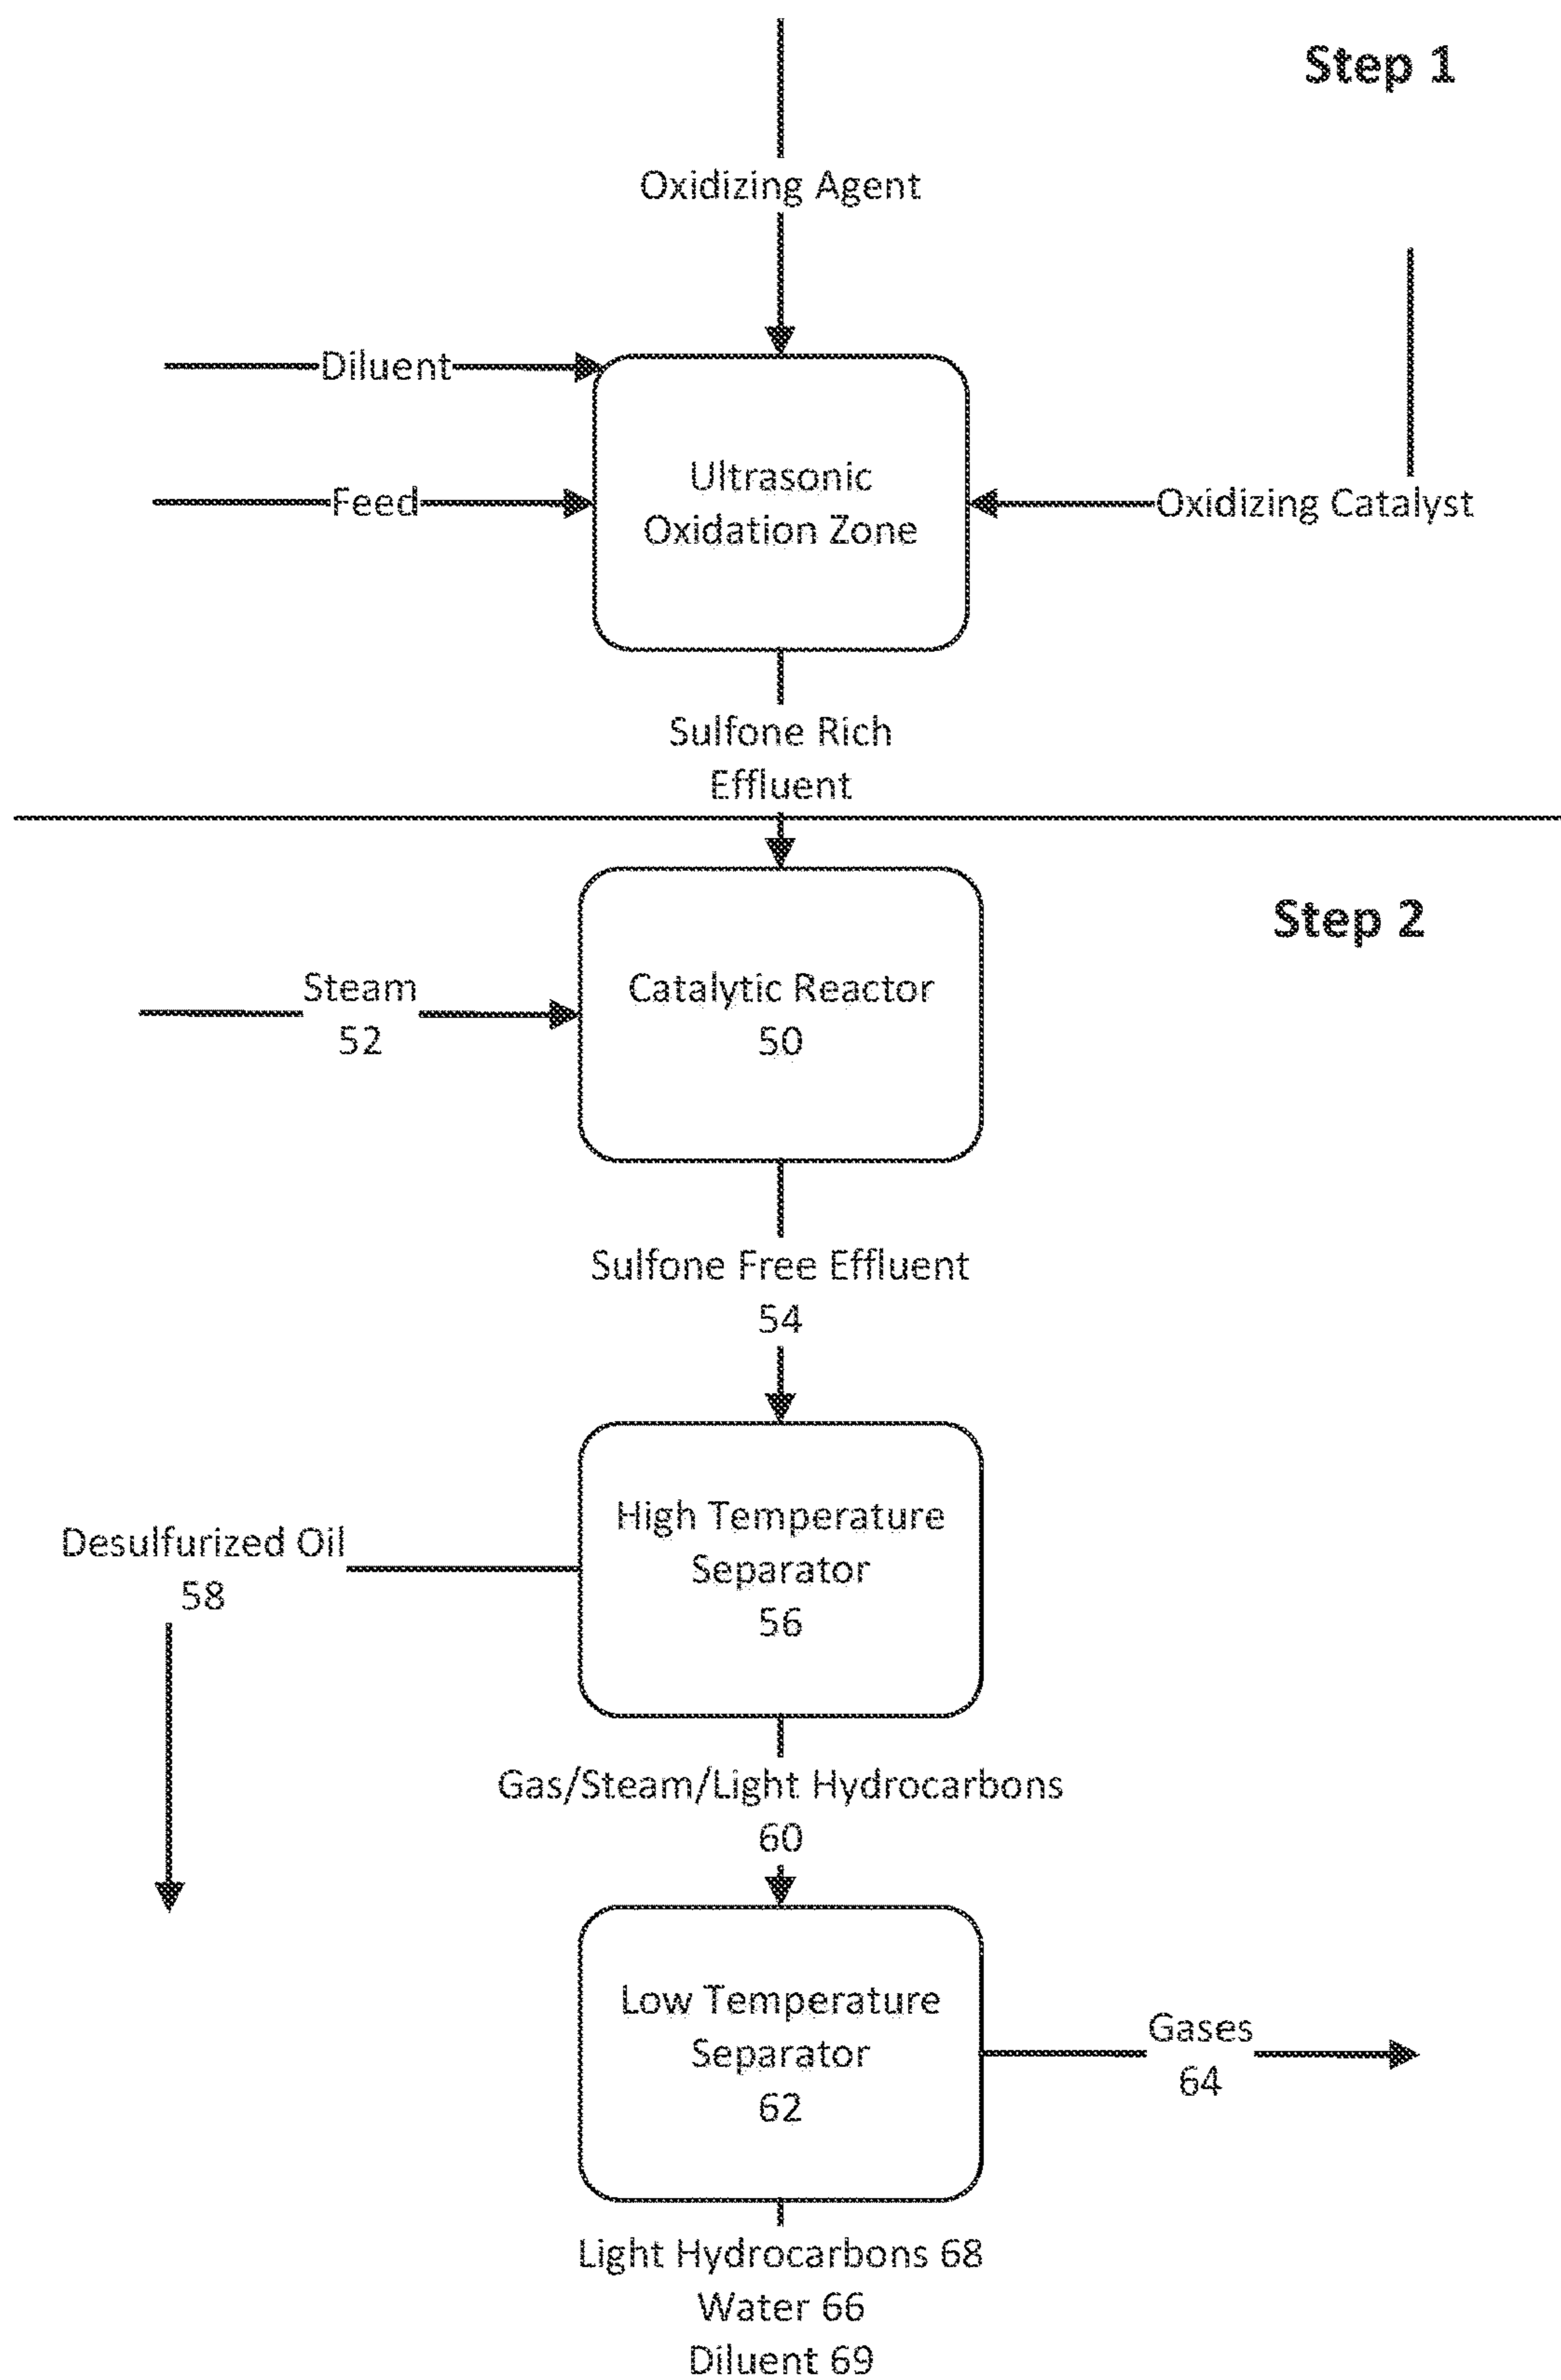 Step 1
Oxidizing Agent
Diluent
Feed
Ultrasonic
Oxidation Zone
Oxidizing Catalyst
Sulfone Rich
Effluent
Step 2
Steam
52
Catalytic Reactor
50
Sulfone Free Effluent
54
High Temperature
Separator
56
Desulfurized Oil
58
Gas/Steam/Light Hydrocarbons
60
Low Temperature
Separator
62
Gases
64
Light Hydrocarbons 68
Water 66
Diluent 69